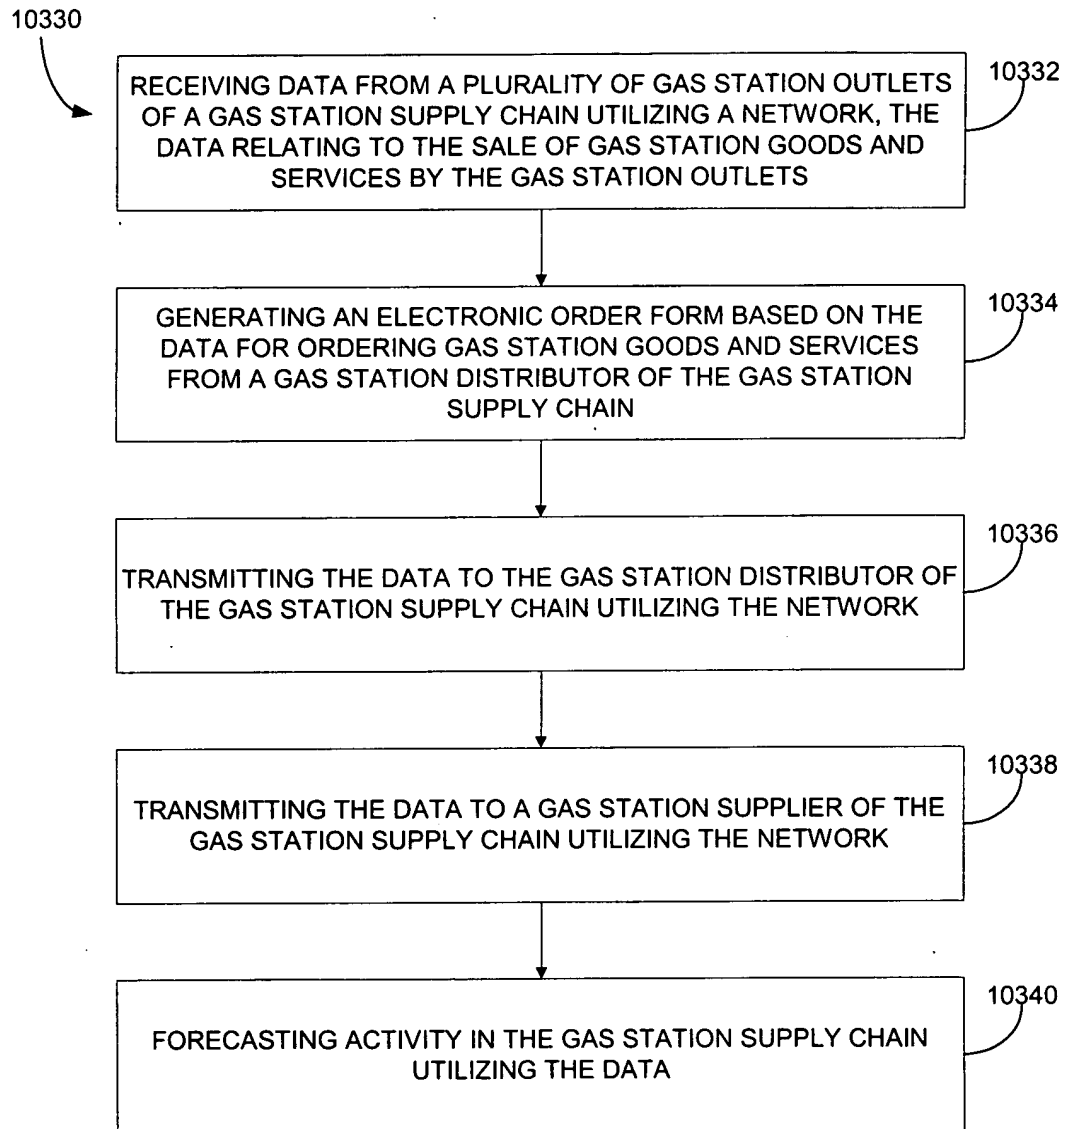 10330
10332
RECEIVING DATA FROM A PLURALITY OF GAS STATION OUTLETS
OF A GAS STATION SUPPLY CHAIN UTILIZING A NETWORK, THE
DATA RELATING TO THE SALE OF GAS STATION GOODS AND
SERVICES BY THE GAS STATION OUTLETS
10334
GENERATING AN ELECTRONIC ORDER FORM BASED ON THE
DATA FOR ORDERING GAS STATION GOODS AND SERVICES
FROM A GAS STATION DISTRIBUTOR OF THE GAS STATION
SUPPLY CHAIN
10336
TRANSMITTING THE DATA TO THE GAS STATION DISTRIBUTOR OF
THE GAS STATION SUPPLY CHAIN UTILIZING THE NETWORK
10338
TRANSMITTING THE DATA TO A GAS STATION SUPPLIER OF THE
GAS STATION SUPPLY CHAIN UTILIZING THE NETWORK
10340
FORECASTING ACTIVITY IN THE GAS STATION SUPPLY CHAIN
UTILIZING THE DATA